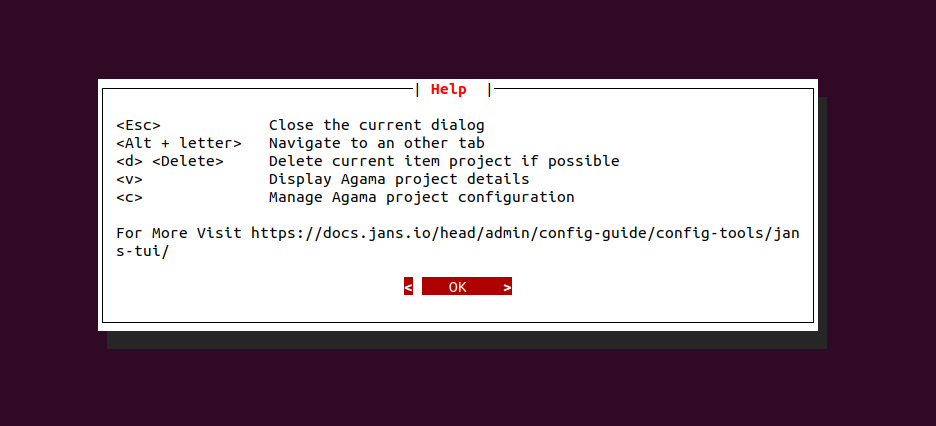 | Help |
<Esc> Close the current dialog
<Alt + letter> Navigate to an other tab
<d> <Delete> Delete current item project if possible
<v> Display Agama project details
<c> Manage Agama project configuration
For More Visit https://docs.jans.io/head/admin/config-guide/config-tools/jan
s-tui/
< OK >